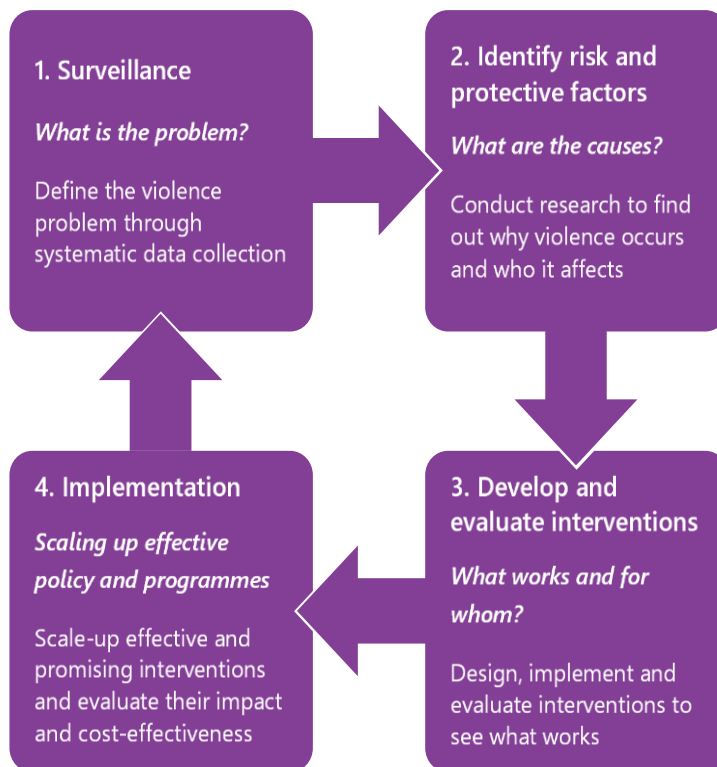 1. Surveillance
What is the problem?
Define the violence
problem through
systematic data collection
2. Identify risk and
protective factors
What are the causes?
Conduct research to find
out why violence occurs
and who it affects
3. Develop and
evaluate interventions
What works and for
whom?
Design, implement and
evaluate interventions to
see what works
4. Implementation
Scaling up effective
policy and programmes
Scale-up effective and
promising interventions
and evaluate their impact
and cost-effectiveness